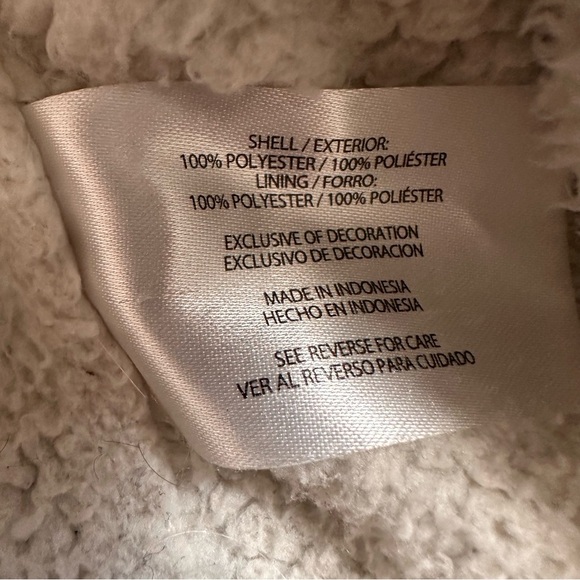 SHELL / EXTERIOR:
100% POLYESTER / 100% POLIÉSTER
LINING / FORRO:
100% POLYESTER / 100% POLIÉSTER
EXCLUSIVE OF DECORATION
EXCLUSIVO DE DECORACION
MADE IN INDONESIA
HECHO EN INDONESIA
SEE REVERSE FOR CARE
VER AL REVERSO PARA CUIDADO